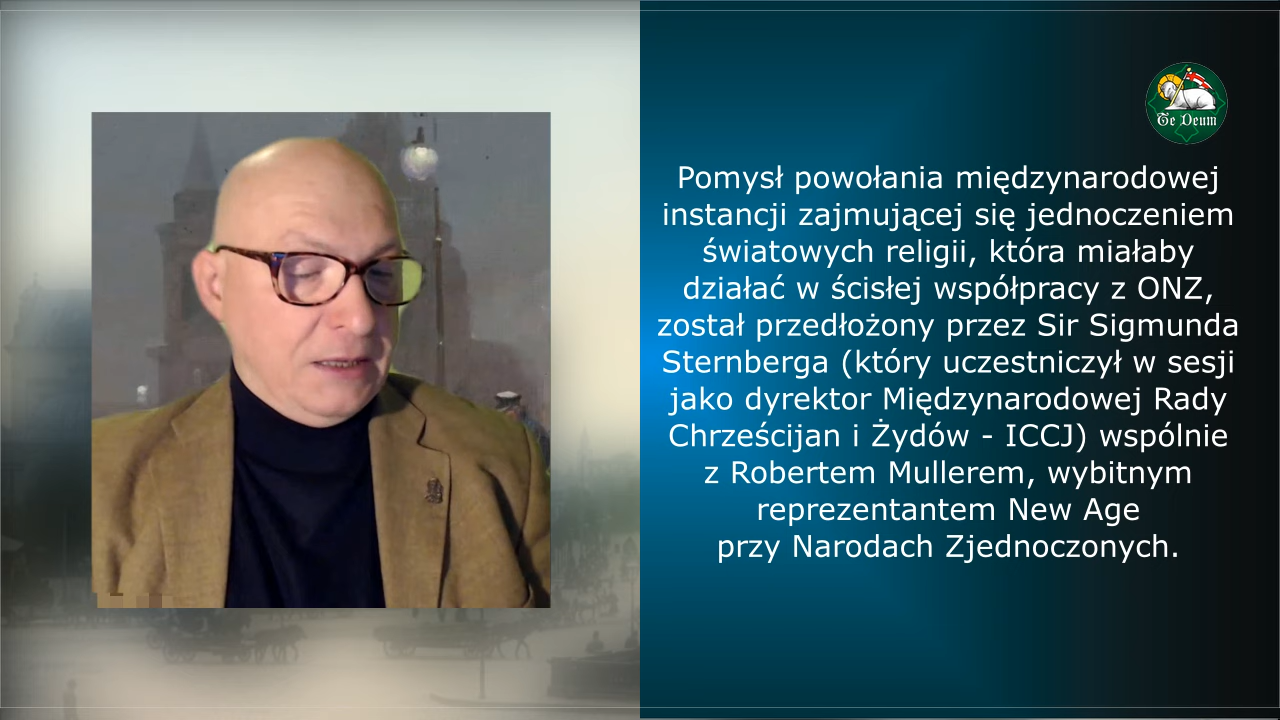 Te Deum
Pomysł powołania międzynarodowej
instancji zajmującej się jednoczeniem
światowych religii, która miałaby
działać w ścisłej współpracy z ONZ,
został przedłożony przez Sir Sigmunda
Sternberga (który uczestniczył w sesji
jako dyrektor Międzynarodowej Rady
Chrześcijan i Żydów - ICCJ) wspólnie
z Robertem Mullerem, wybitnym
reprezentantem New Age
przy Narodach Zjednoczonych.